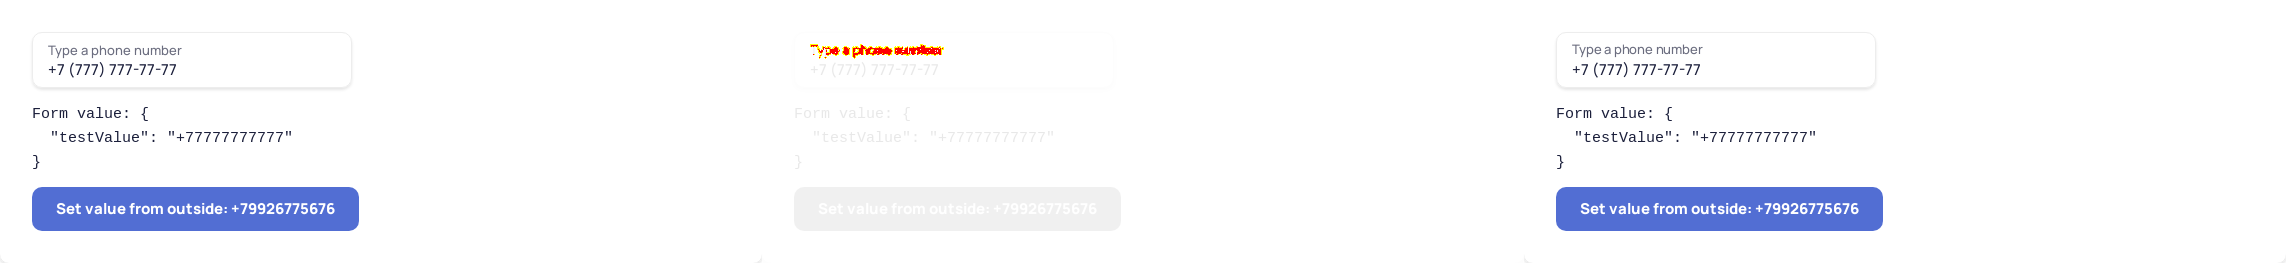 Type a phone number
+7 (777) 777-77-77
Form value: {
  "testValue": "+77777777777"
}
Set value from outside: +79926775676
Type a phone number
+7 (777) 777-77-77
Form value: {
  "testValue": "+77777777777"
}
Set value from outside: +79926775676
Type a phone number
+7 (777) 777-77-77
Form value: {
  "testValue": "+77777777777"
}
Set value from outside: +79926775676